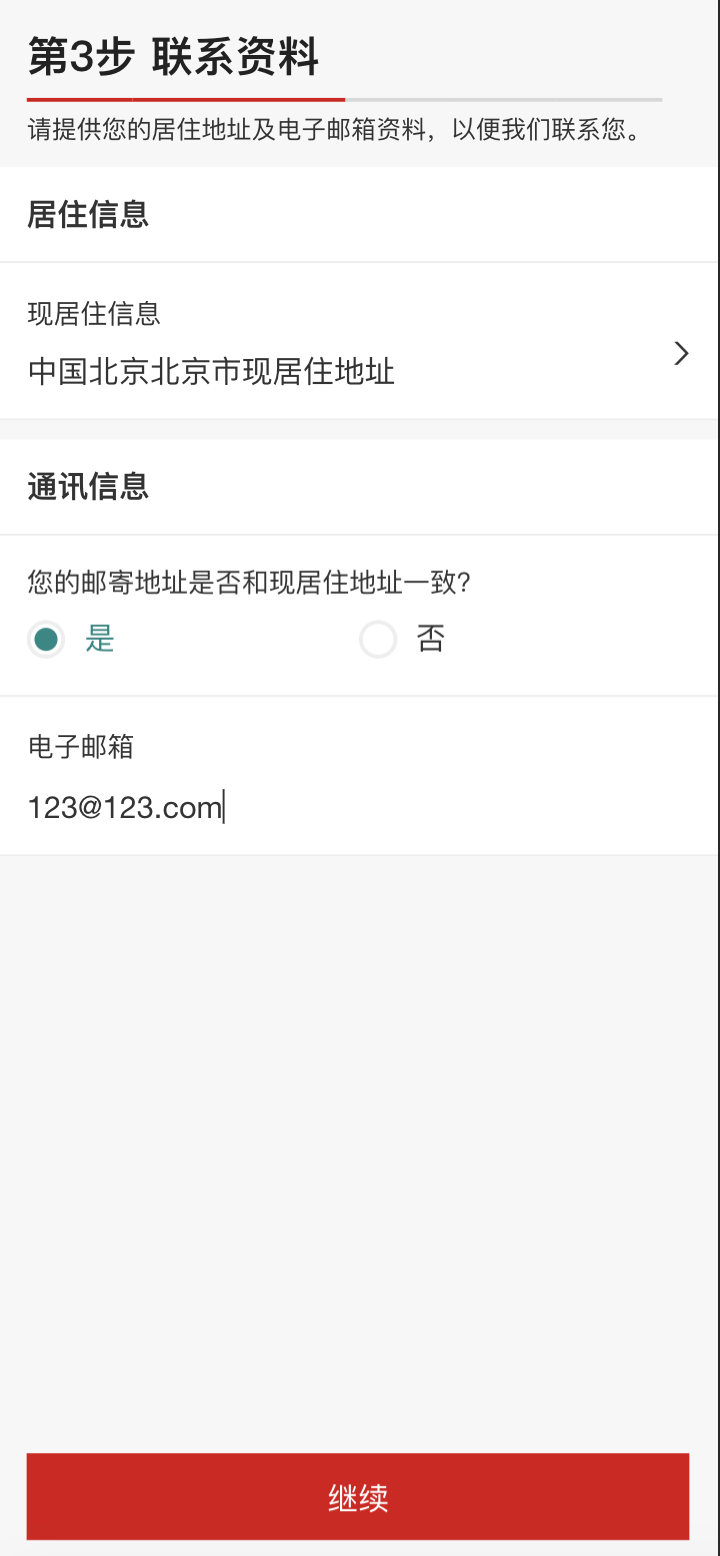 第3步 联系资料
请提供您的居住地址及电子邮箱资料，以便我们联系您。
居住信息
现居住信息
中国北京北京市现居住地址
通讯信息
您的邮寄地址是否和现居住地址一致?
是 否
电子邮箱
123@123.com
继续